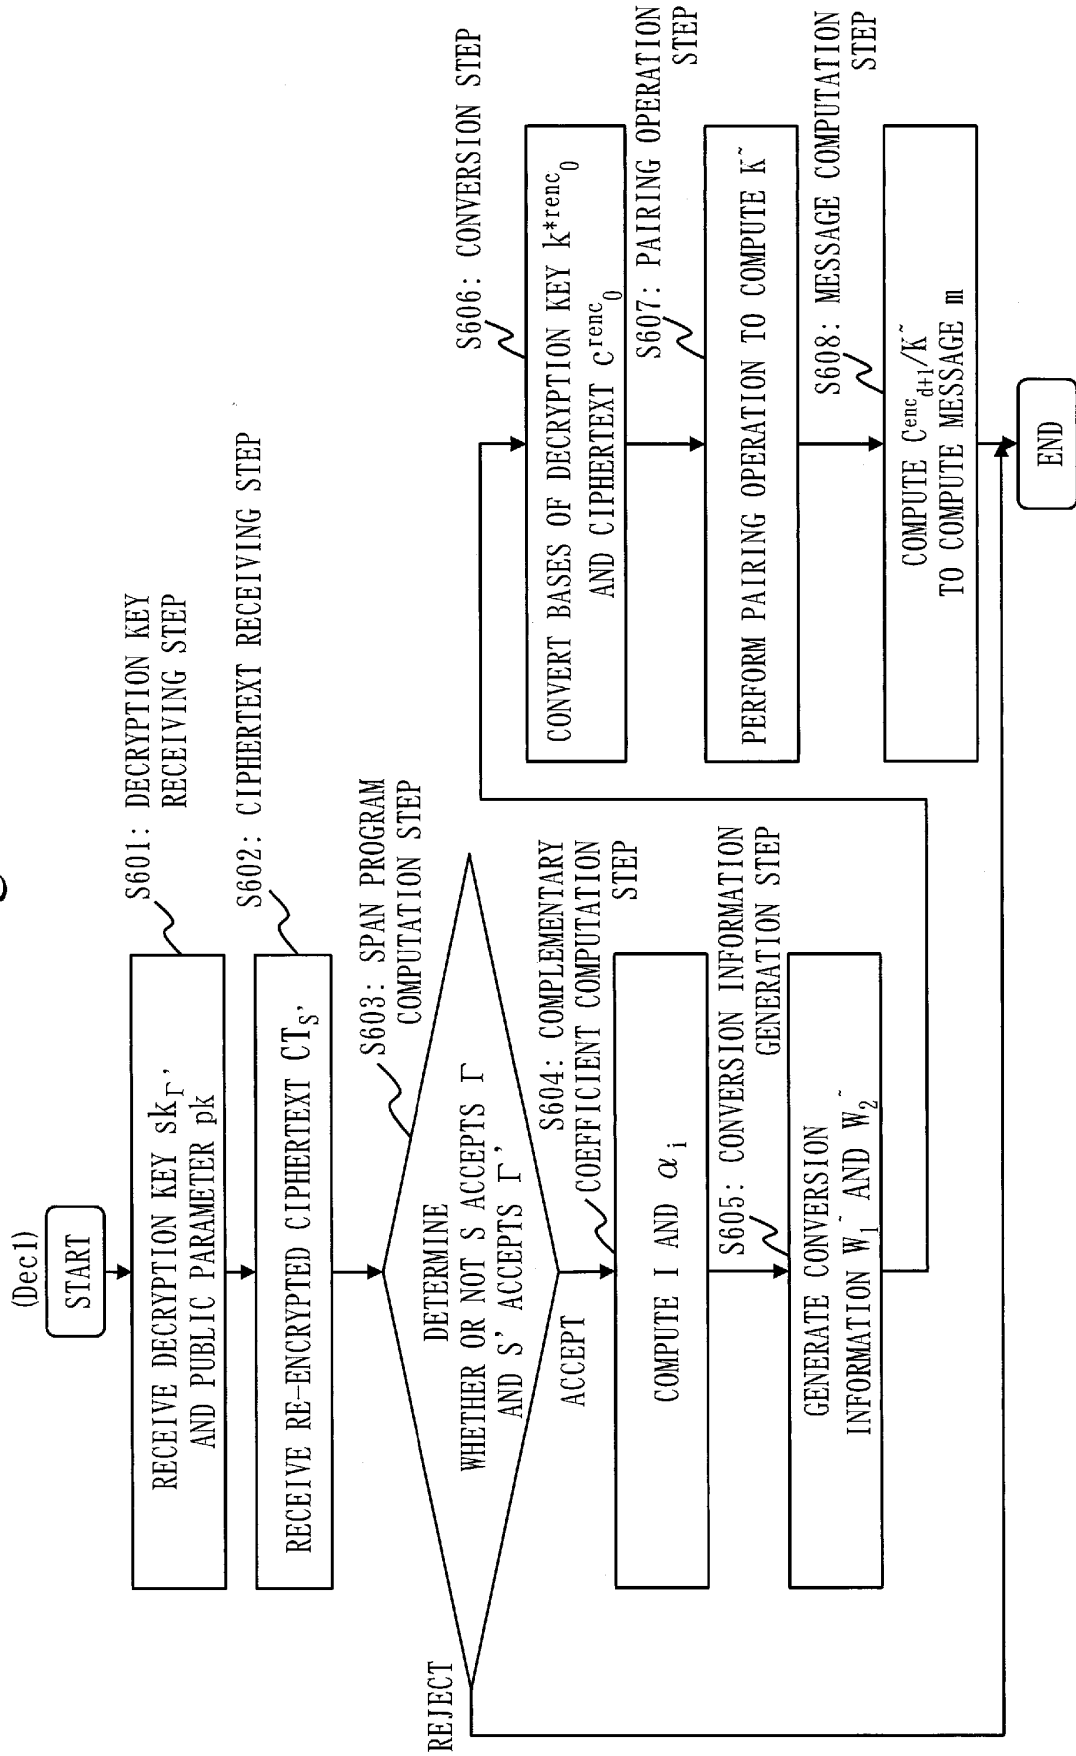 (Dec1)
START
S601: DECRYPTION KEY
RECEIVING STEP
RECEIVE DECRYPTION KEY skΓ',
AND PUBLIC PARAMETER pk
S602: CIPHERTEXT RECEIVING STEP
RECEIVE RE-ENCRYPTED CIPHERTEXT CTS'
S603: SPAN PROGRAM
COMPUTATION STEP
DETERMINE
WHETHER OR NOT S ACCEPTS Γ
AND S' ACCEPTS Γ'
REJECT
ACCEPT
S604: COMPLEMENTARY
COEFFICIENT COMPUTATION
STEP
COMPUTE I AND αi
S605: CONVERSION INFORMATION
GENERATION STEP
GENERATE CONVERSION
INFORMATION W1~ AND W2~
S606: CONVERSION STEP
CONVERT BASES OF DECRYPTION KEY k*renc0
AND CIPHERTEXT crenc0
S607: PAIRING OPERATION
STEP
PERFORM PAIRING OPERATION TO COMPUTE K~
S608: MESSAGE COMPUTATION
STEP
COMPUTE Cencd+1/K~
TO COMPUTE MESSAGE m
END